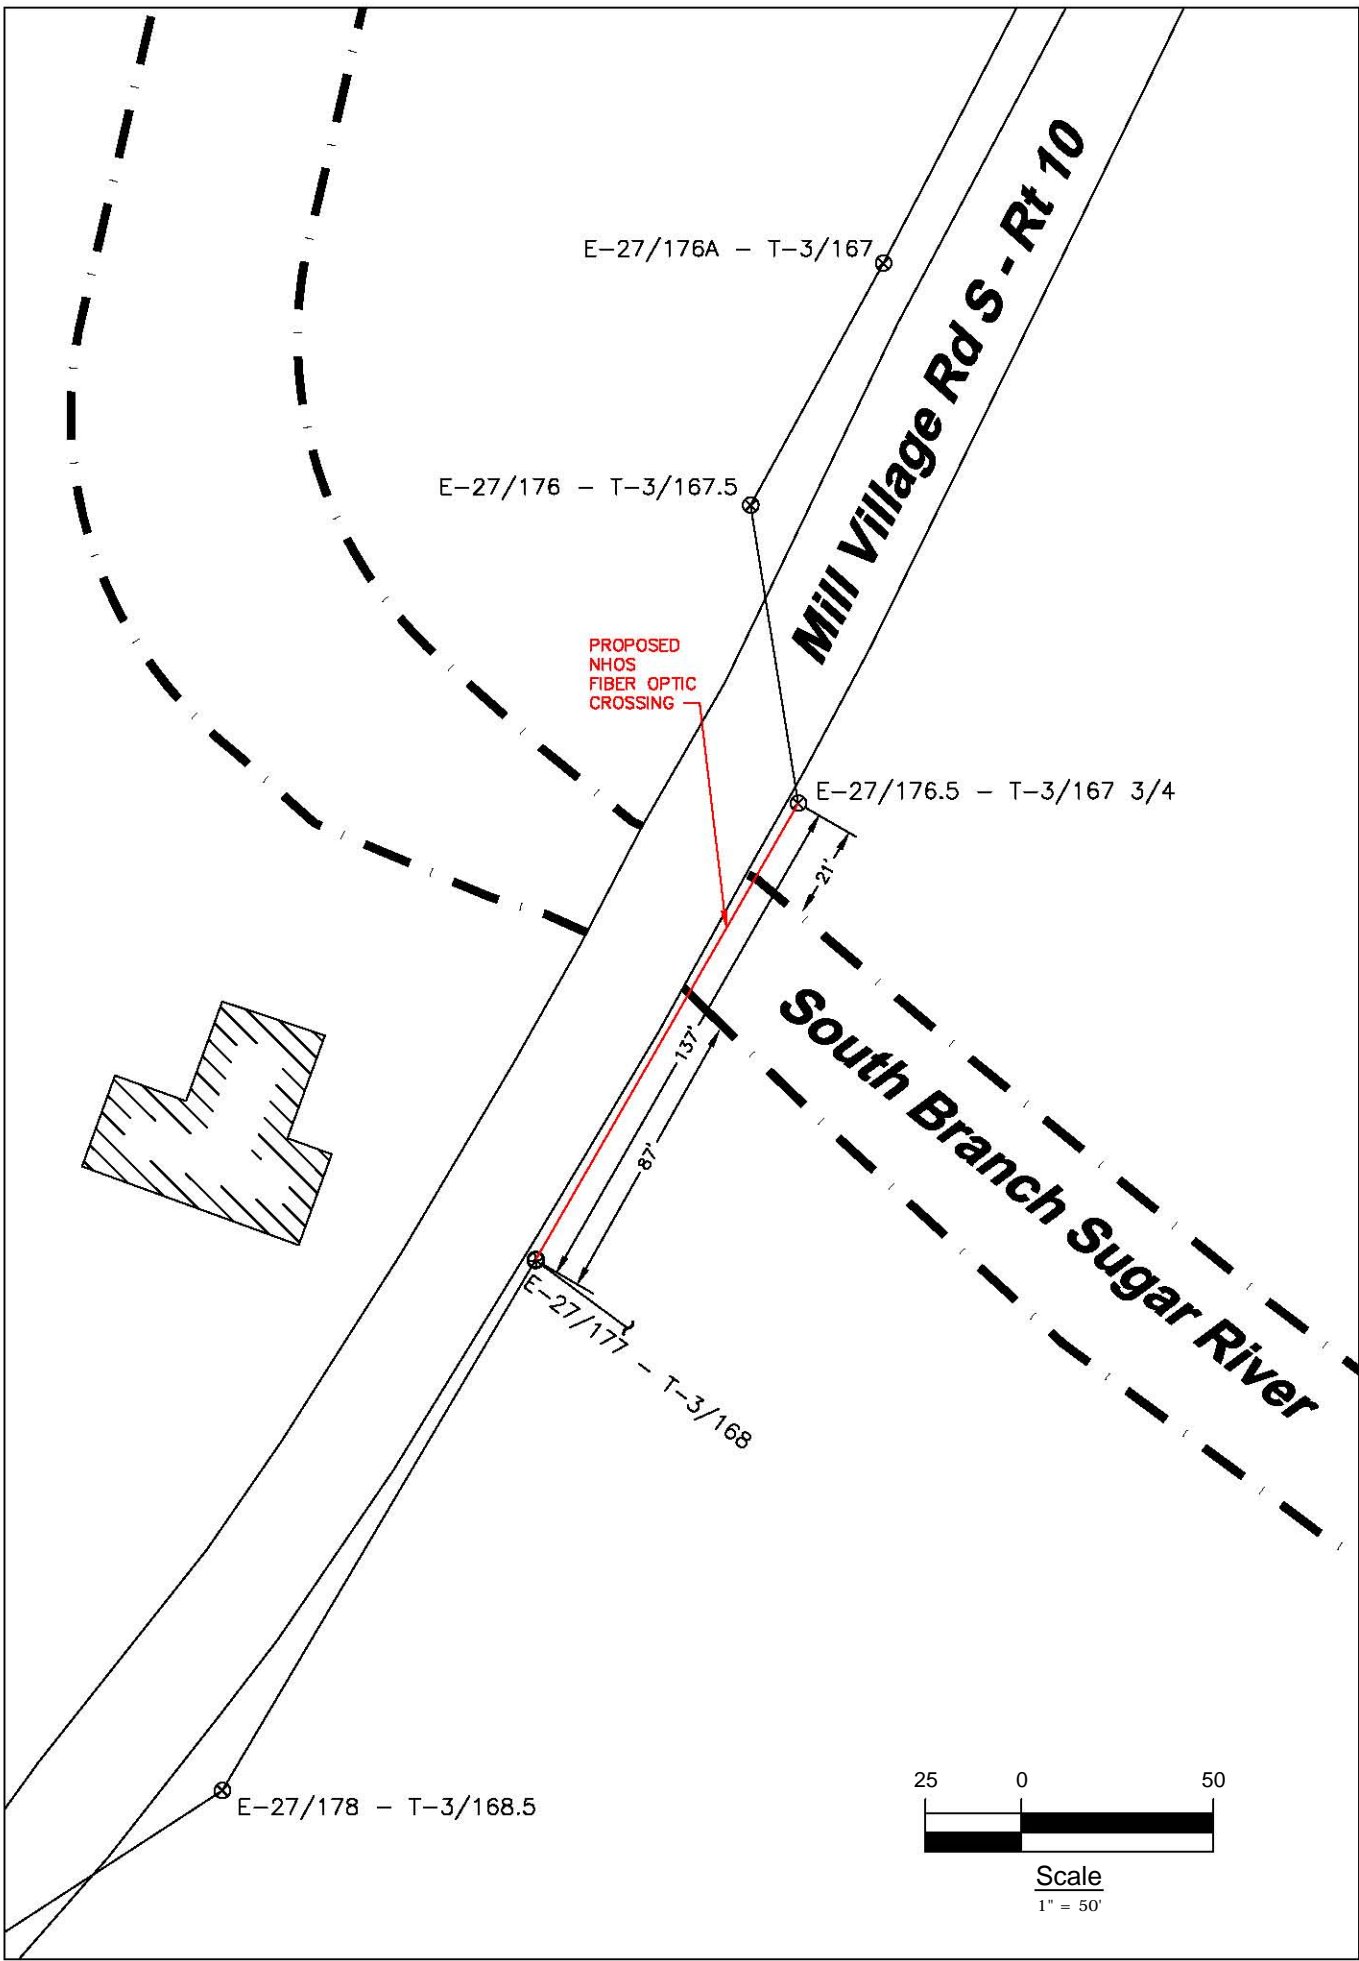 Mill Village Rd S - Rt 10
E-27/176A - T-3/167
E-27/176 - T-3/167.5
PROPOSED
NHOS
FIBER OPTIC
CROSSING
E-27/176.5 - T-3/167 3/4
21'
137'
87'
South Branch Sugar River
E-27/177 - T-3/168
E-27/178 - T-3/168.5
25 0 50
Scale
1" = 50'